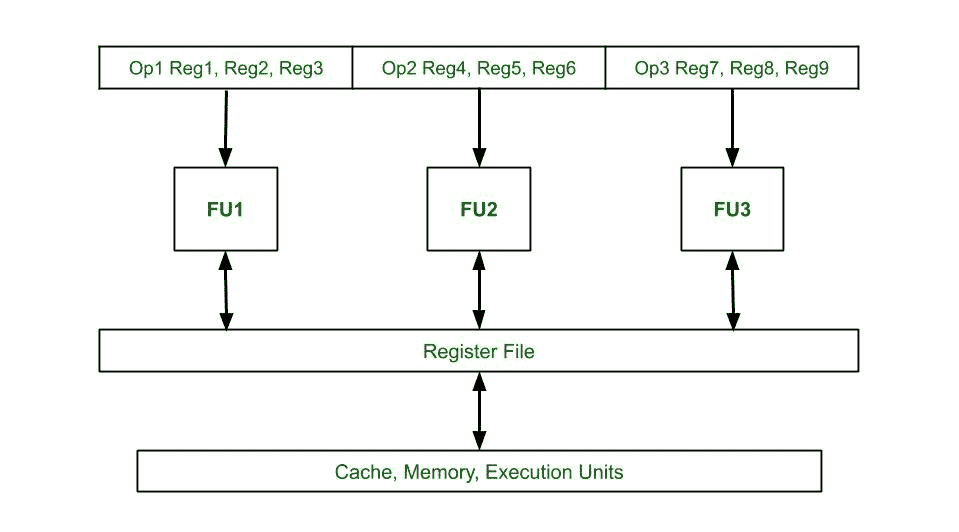 Op1 Reg1, Reg2, Reg3
Op2 Reg4, Reg5, Reg6
Op3 Reg7, Reg8, Reg9
FU1
FU2
FU3
Register File
Cache, Memory, Execution Units